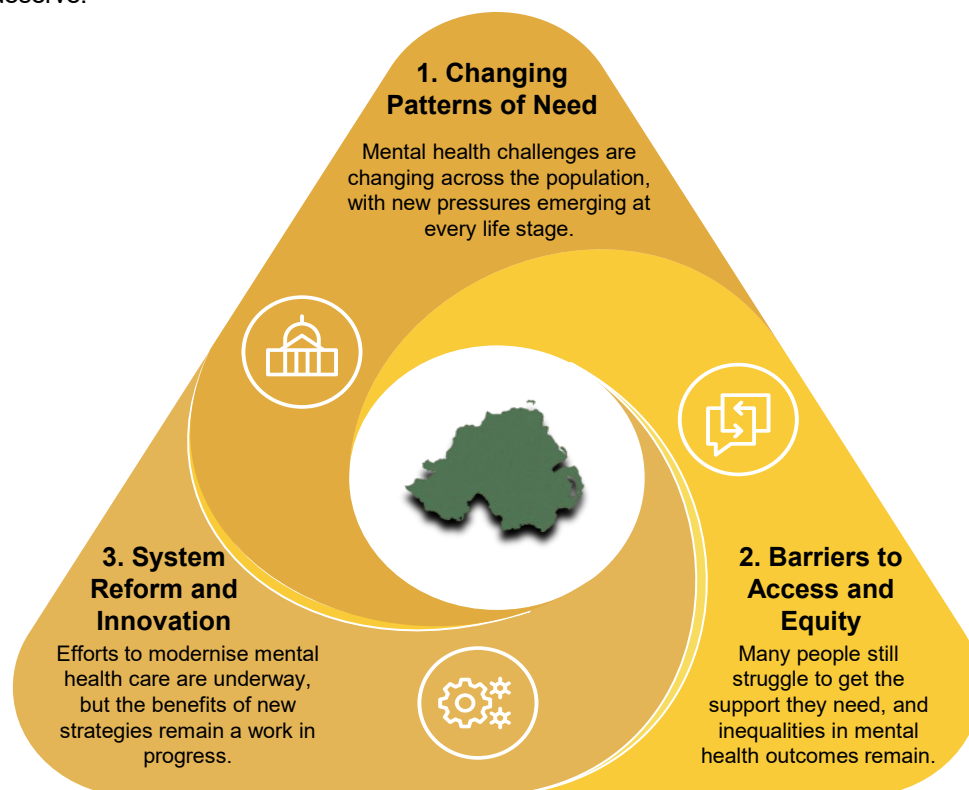 deserve.
1. Changing
Patterns of Need
Mental health challenges are
changing across the population,
with new pressures emerging at
every life stage.
2. Barriers to
Access and
Equity
Many people still
struggle to get the
support they need, and
inequalities in mental
health outcomes remain.
3. System
Reform and
Innovation
Efforts to modernise mental
health care are underway,
but the benefits of new
strategies remain a work in
progress.